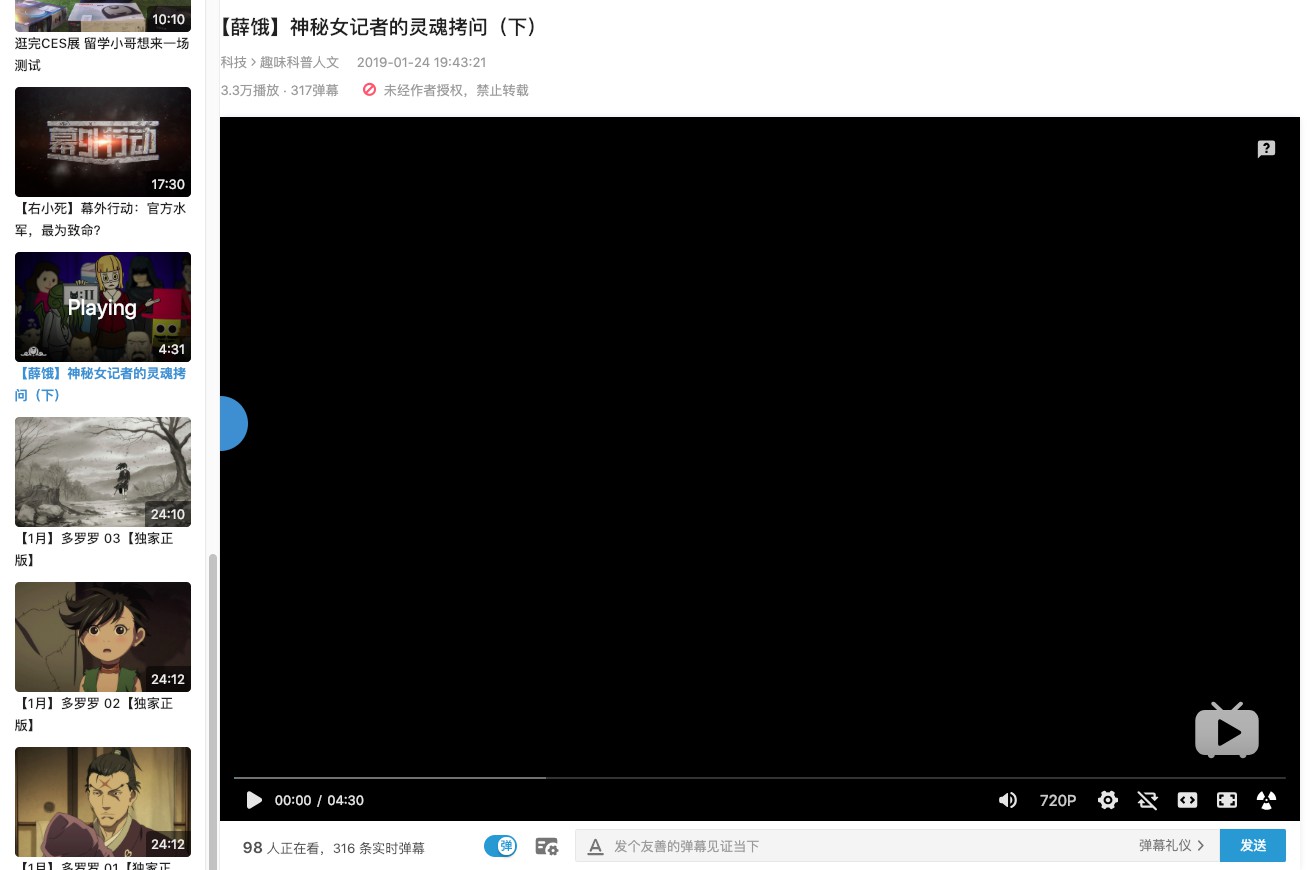 10:10
逛完CES展 留学小哥想来一场
测试
幕外行动
17:30
【右小死】幕外行动：官方水
军，最为致命?
Playing
4:31
【薛饿】神秘女记者的灵魂拷
问（下）
24:10
【1月】多罗罗 03【独家正
版】
24:12
【1月】多罗罗 02【独家正
版】
24:12
【1月】多罗罗 01【独家正
【薛饿】神秘女记者的灵魂拷问（下）
科技 > 趣味科普人文 2019-01-24 19:43:21
3.3万播放 · 317弹幕 未经作者授权，禁止转载
00:00 / 04:30 720P
98 人正在看，316 条实时弹幕 弹 A 发个友善的弹幕见证当下 弹幕礼仪 > 发送